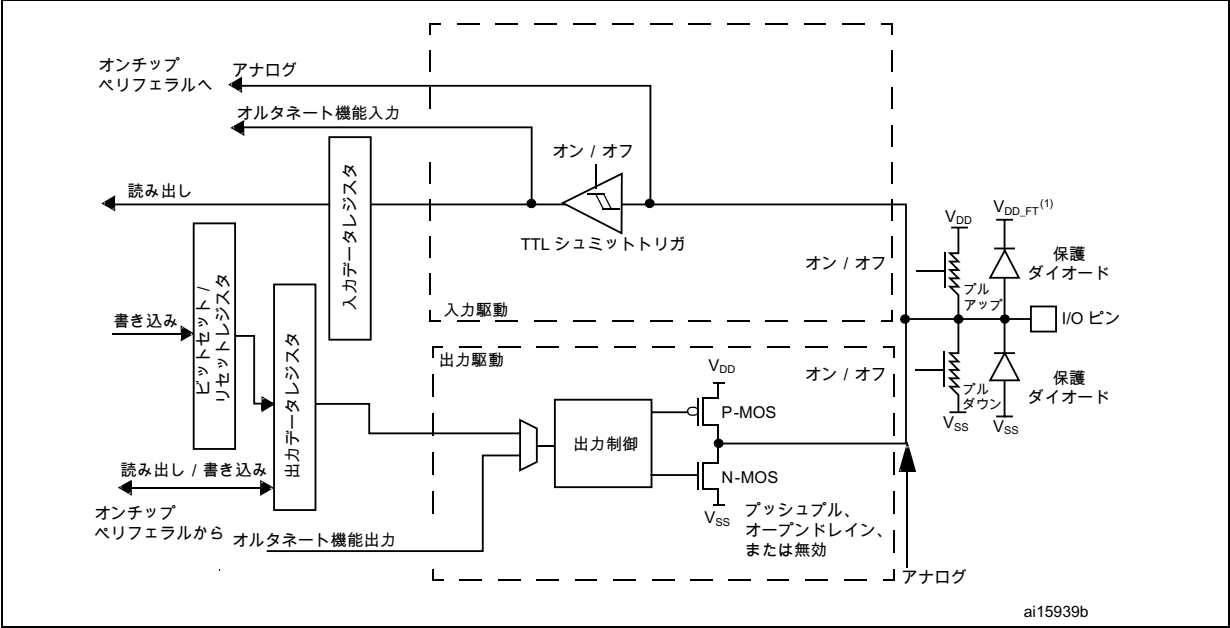 オンチップ
ペリフェラルへ
アナログ
オルタネート機能入力
読み出し
入力データレジスタ
オン / オフ
TTL シュミットトリガ
入力駆動
オン / オフ
VDD
VDD_FT(1)
プル
アップ
保護
ダイオード
I/O ピン
書き込み
ビットセット /
リセットレジスタ
出力データレジスタ
読み出し / 書き込み
オンチップ
ペリフェラルから
オルタネート機能出力
出力駆動
出力制御
VDD
P-MOS
N-MOS
VSS
プッシュプル、
オープンドレイン、
または無効
オン / オフ
プル
ダウン
VSS
VSS
保護
ダイオード
アナログ
ai15939b